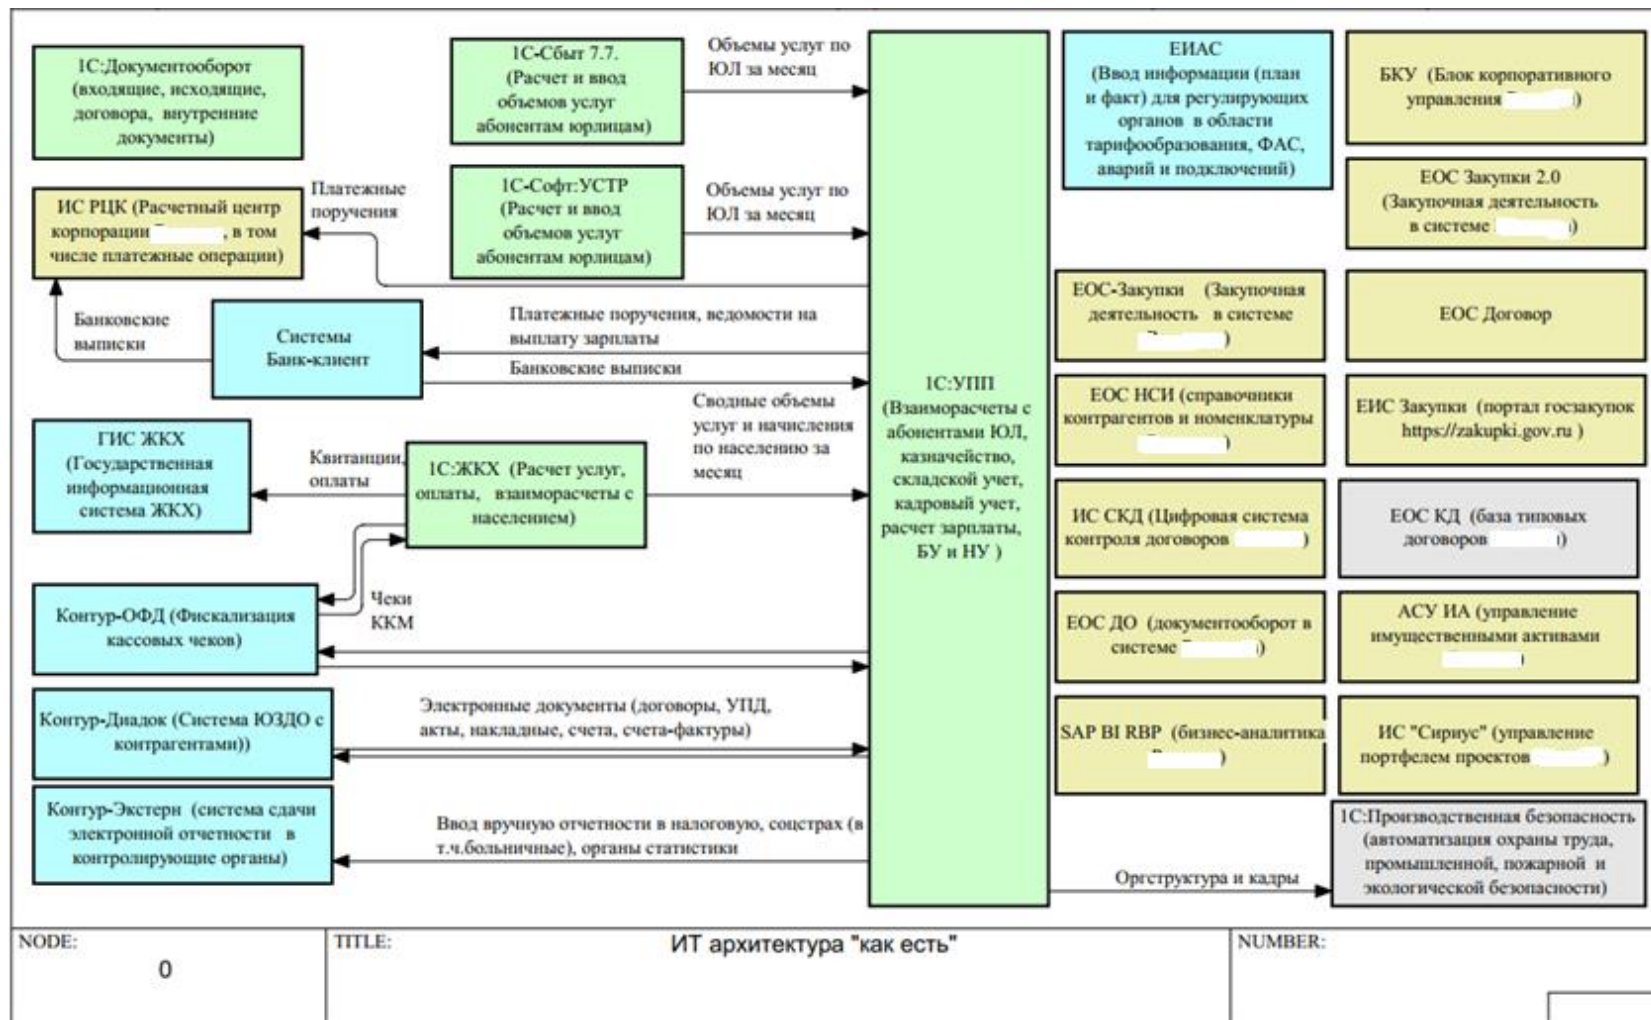 1С:Документооборот
(входящие, исходящие,
договора, внутренние
документы)
1С-Сбыт 7.7.
(Расчет и ввод
объемов услуг
абонентам юрлицам)
Объемы услуг по
ЮЛ за месяц
ЕИАС
(Ввод информации (план
и факт) для регулирующих
органов в области
тарифообразования, ФАС,
аварий и подключений)
БКУ (Блок корпоративного
управления )
ИС РЦК (Расчетный центр
корпорации , в том
числе платежные операции)
Платежные
поручения
1С-Софт:УСТР
(Расчет и ввод
объемов услуг
абонентам юрлицам)
Объемы услуг по
ЮЛ за месяц
ЕОС Закупки 2.0
(Закупочная деятельность
в системе )
Банковские
выписки
Системы
Банк-клиент
Платежные поручения, ведомости на
выплату зарплаты
Банковские выписки
ЕОС-Закупки (Закупочная
деятельность в системе
)
ЕОС Договор
1С:УПП
(Взаиморасчеты с
абонентами ЮЛ,
казначейство,
складской учет,
кадровый учет,
расчет зарплаты,
БУ и НУ )
ЕОС НСИ (справочники
контрагентов и номенклатуры
)
ЕИС Закупки (портал госзакупок
https://zakupki.gov.ru )
ГИС ЖКХ
(Государственная
информационная
система ЖКХ)
Квитанции,
оплаты
1С:ЖКХ (Расчет услуг,
оплаты, взаиморасчеты с
населением)
Сводные объемы
услуг и начисления
по населению за
месяц
ИС СКД (Цифровая система
контроля договоров )
ЕОС КД (база типовых
договоров )
Контур-ОФД (Фискализация
кассовых чеков)
Чеки
ККМ
ЕОС ДО (документооборот в
системе )
АСУ ИА (управление
имущественными активами
)
Контур-Диадок (Система ЮЗДО с
контрагентами))
Электронные документы (договоры, УПД,
акты, накладные, счета, счета-фактуры)
SAP BI RBP (бизнес-аналитика
)
ИС "Сириус" (управление
портфелем проектов )
Контур-Экстерн (система сдачи
электронной отчетности в
контролирующие органы)
Ввод вручную отчетности в налоговую, соцстрах (в
т.ч.больничные), органы статистики
1С:Производственная безопасность
(автоматизация охраны труда,
промышленной, пожарной и
экологической безопасности)
Оргструктура и кадры
NODE:
0
TITLE:
ИТ архитектура "как есть"
NUMBER: